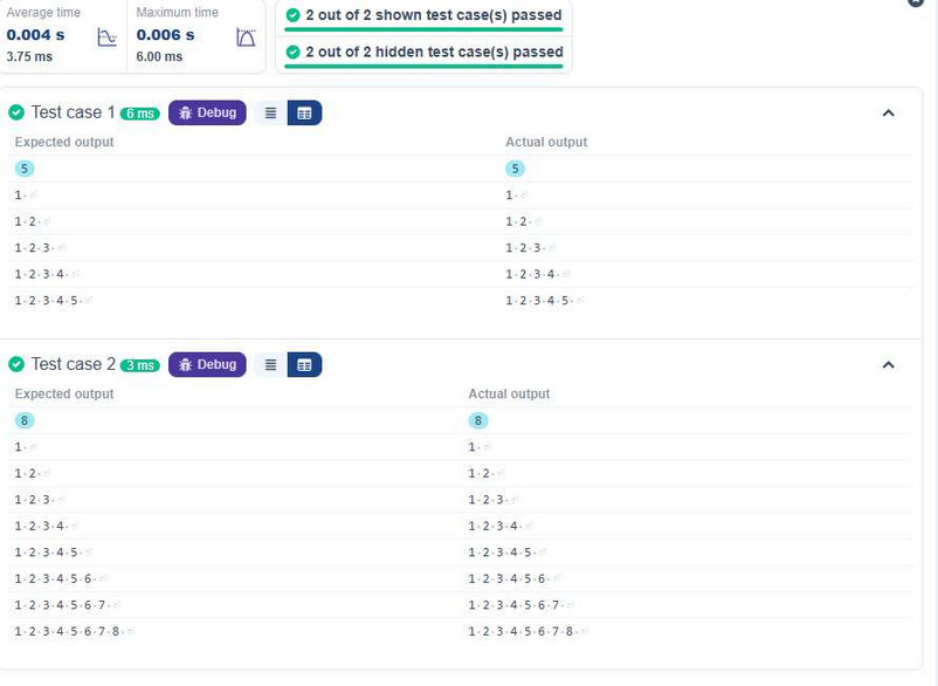 Average time
0.004 s
3.75 ms
Maximum time
0.006 s
6.00 ms
2 out of 2 shown test case(s) passed
2 out of 2 hidden test case(s) passed
Test case 1 6 ms Debug
Expected output Actual output
5 5
1· 1·
1·2· 1·2·
1·2·3· 1·2·3·
1·2·3·4· 1·2·3·4·
1·2·3·4·5· 1·2·3·4·5·
Test case 2 3 ms Debug
Expected output Actual output
8 8
1· 1·
1·2· 1·2·
1·2·3· 1·2·3·
1·2·3·4· 1·2·3·4·
1·2·3·4·5· 1·2·3·4·5·
1·2·3·4·5·6· 1·2·3·4·5·6·
1·2·3·4·5·6·7· 1·2·3·4·5·6·7·
1·2·3·4·5·6·7·8· 1·2·3·4·5·6·7·8·